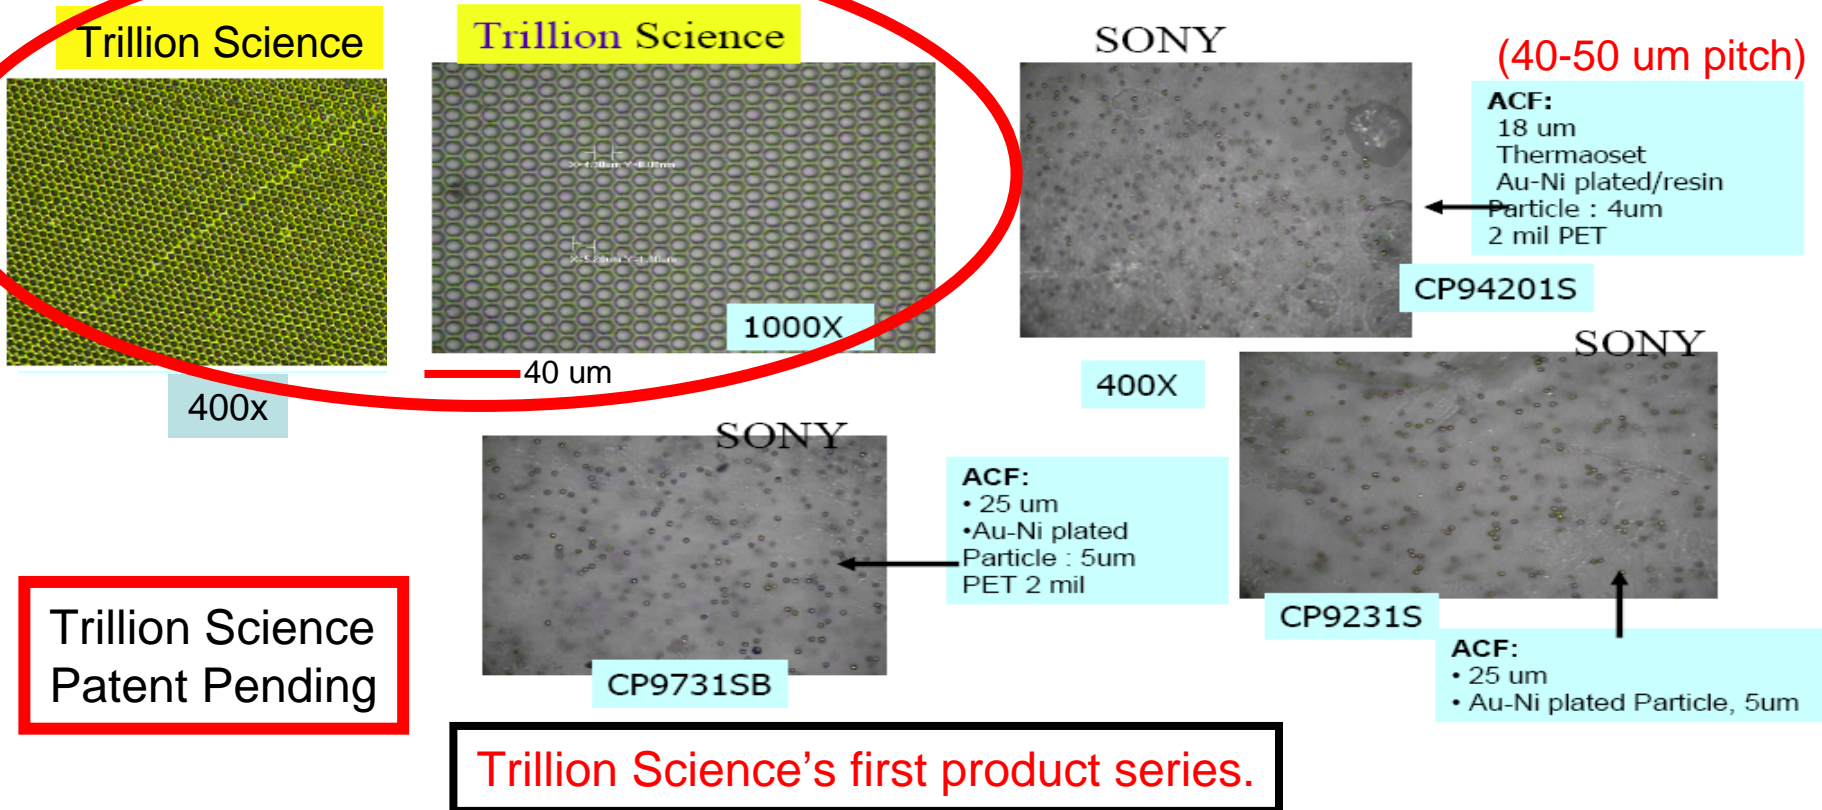 Trillion Science
Trillion Science
SONY
(40-50 um pitch)
ACF:
18 um
Thermaoset
Au-Ni plated/resin
Particle : 4um
2 mil PET
CP94201S
1000X
40 um
400x
400X
SONY
SONY
ACF:
• 25 um
•Au-Ni plated
Particle : 5um
PET 2 mil
CP9231S
ACF:
• 25 um
• Au-Ni plated Particle, 5um
CP9731SB
Trillion Science
Patent Pending
Trillion Science’s first product series.